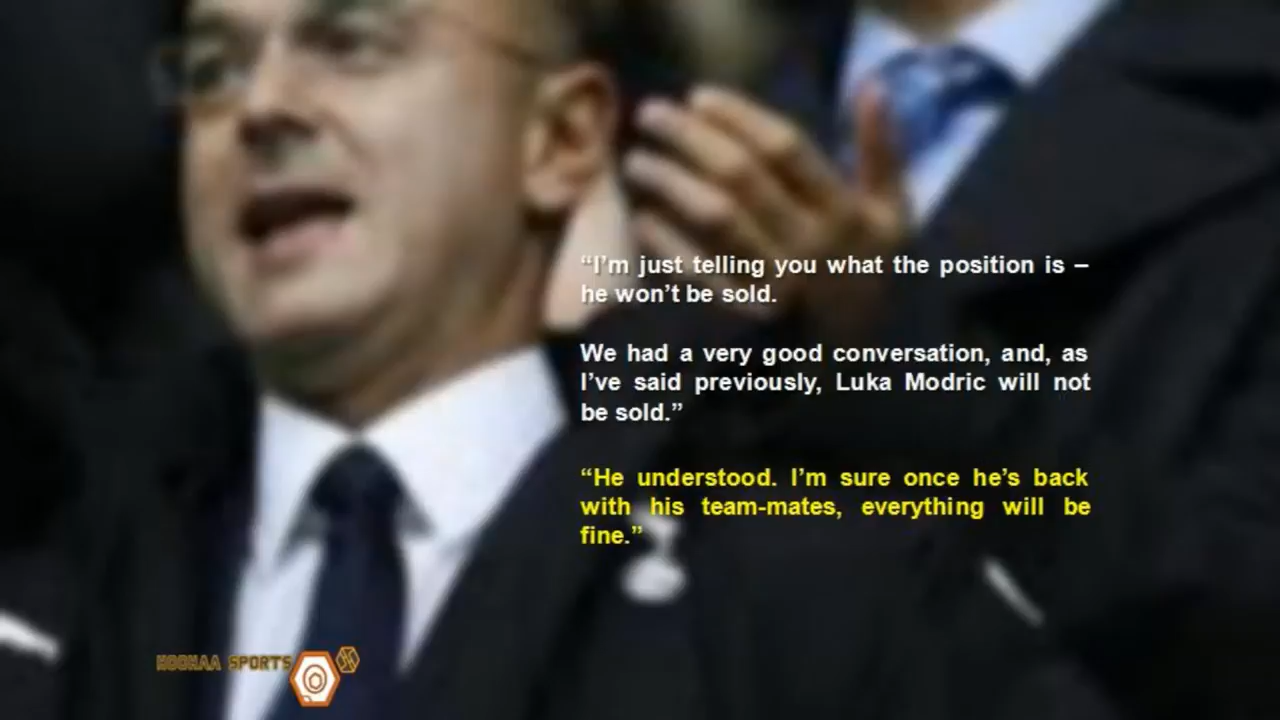 “I’m just telling you what the position is –
he won’t be sold.
We had a very good conversation, and, as
I’ve said previously, Luka Modric will not
be sold.”
“He understood. I’m sure once he’s back
with his team-mates, everything will be
fine.”
HOOHAA SPORTS